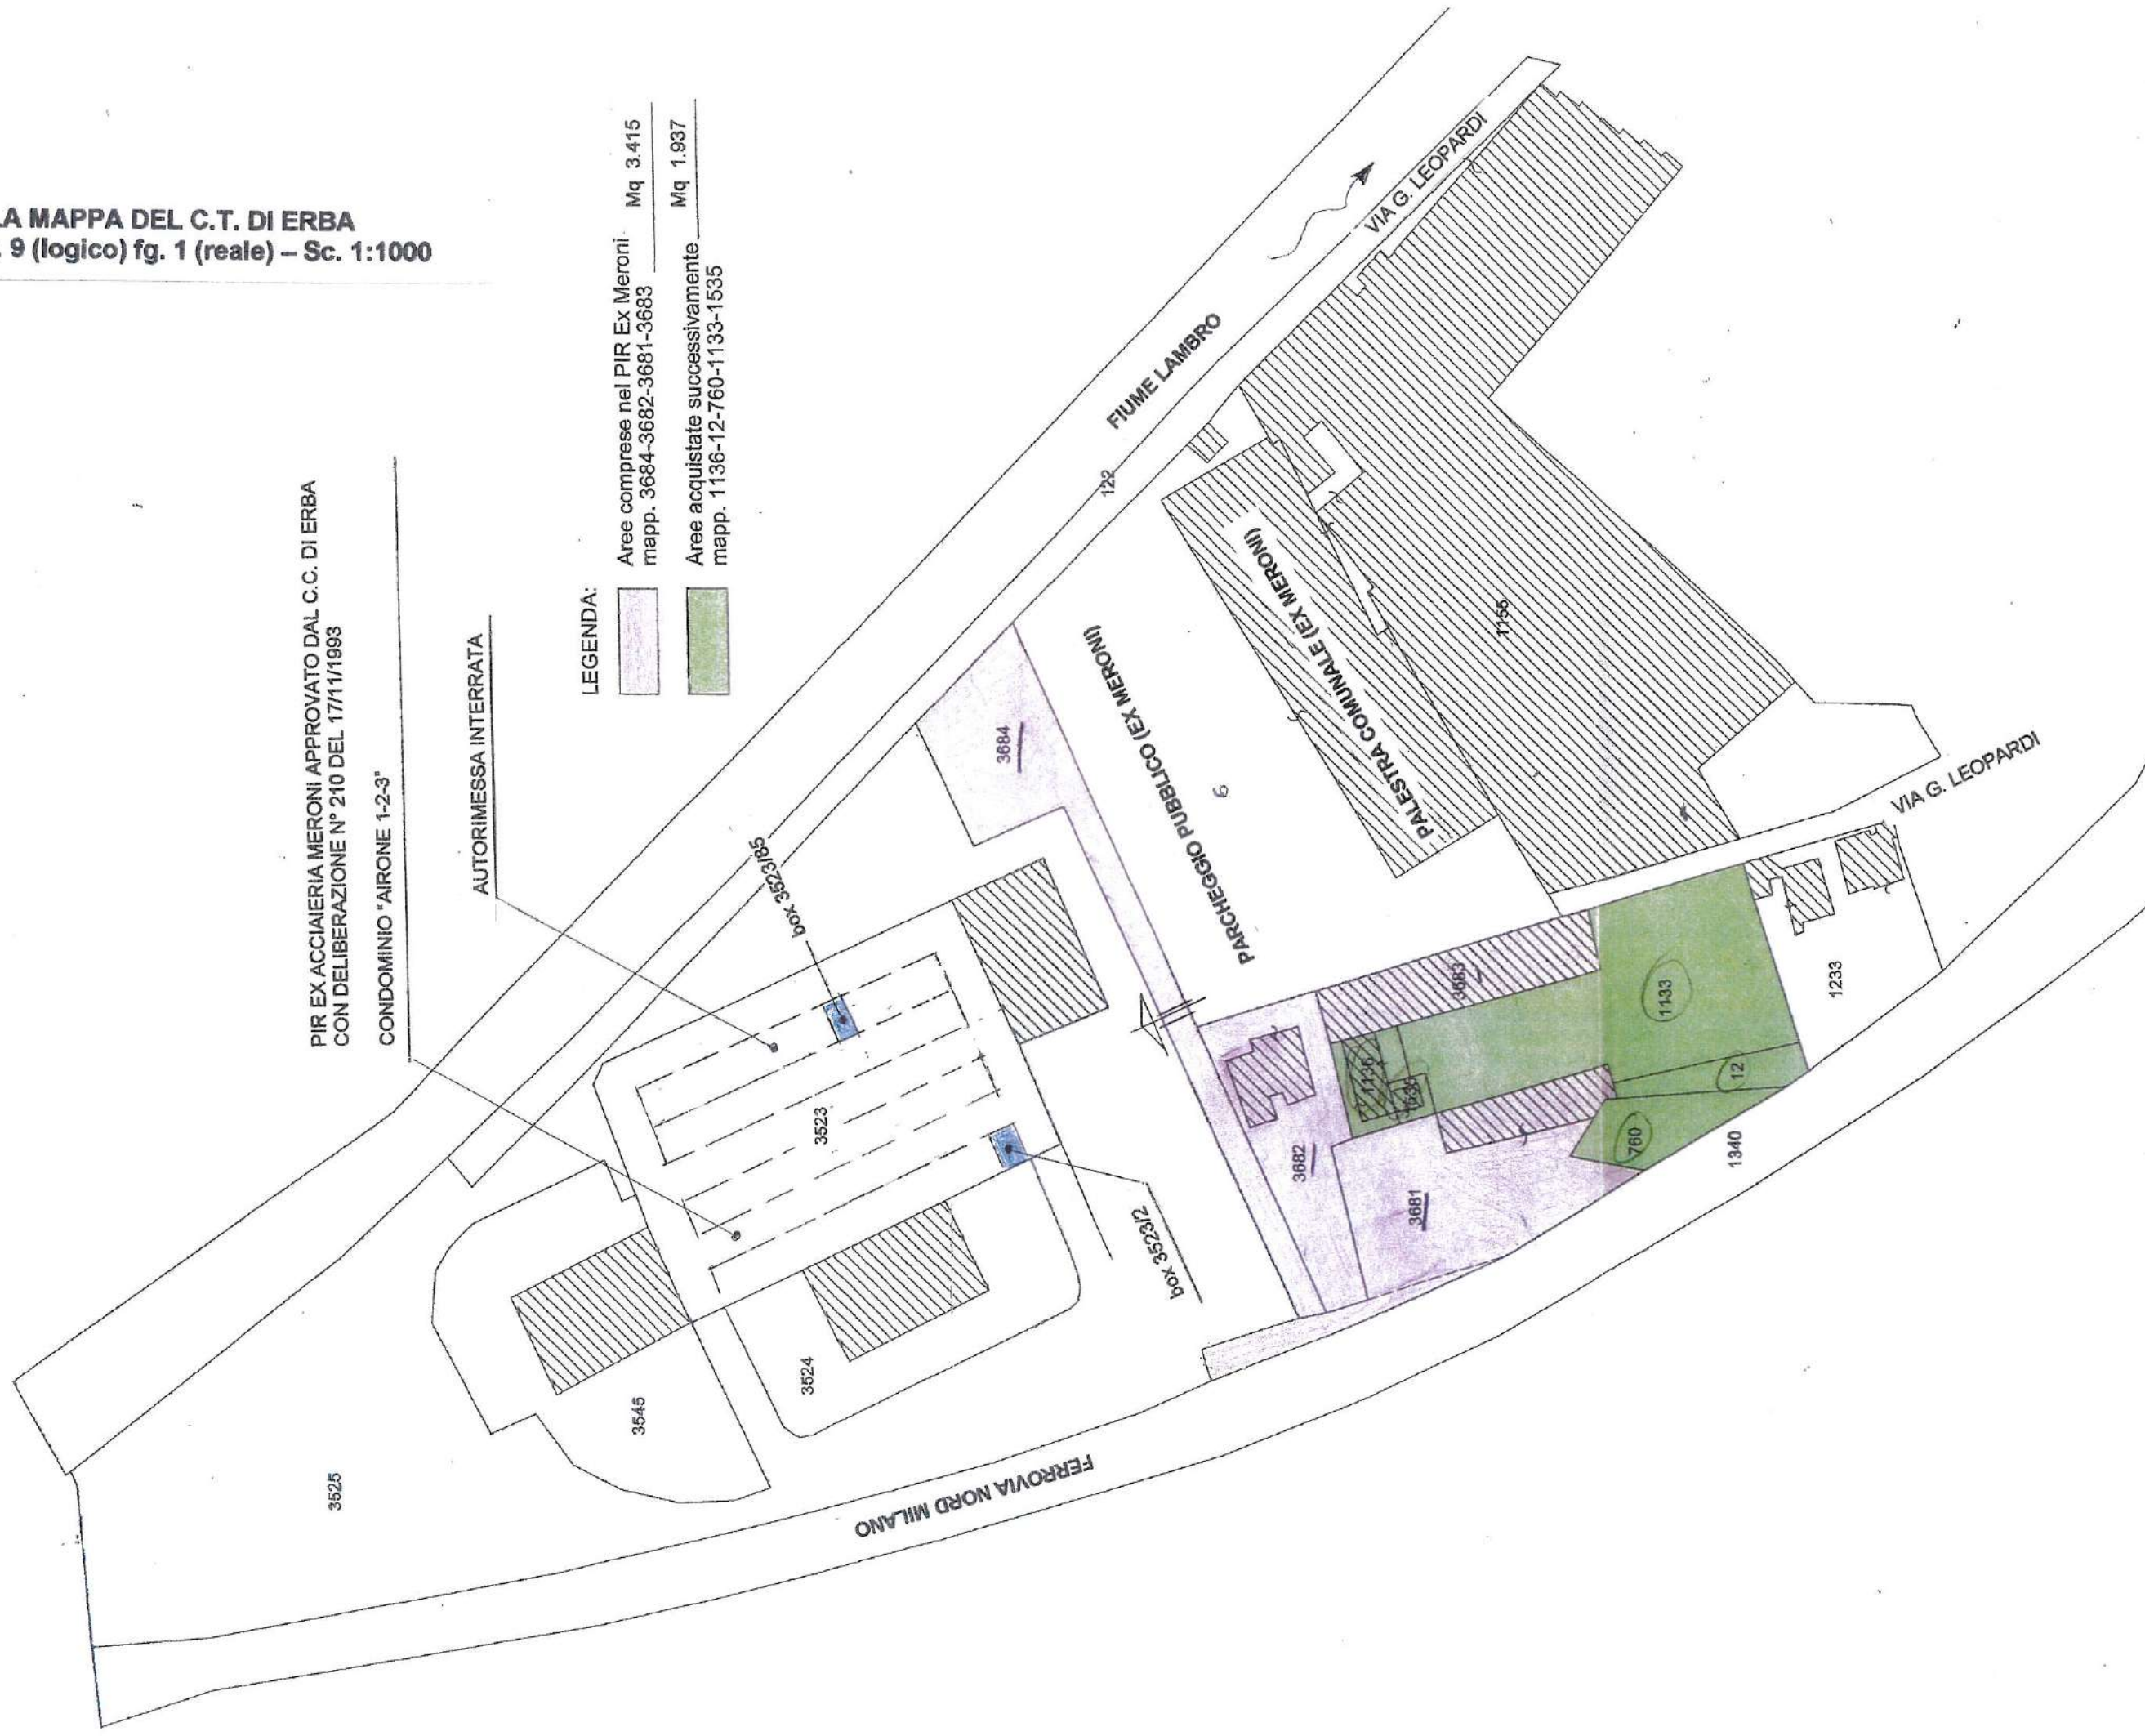 LA MAPPA DEL C.T. DI ERBA
. 9 (logico) fg. 1 (reale) – Sc. 1:1000
PIR EX ACCIAIERIA MERONI APPROVATO DAL C.C. DI ERBA
CON DELIBERAZIONE N° 210 DEL 17/11/1993
CONDOMINIO "AIRONE 1-2-3"
AUTORIMESSA INTERRATA
LEGENDA:
Aree comprese nel PIR Ex Meroni Mq 3.415
mapp. 3684-3682-3681-3683
Aree acquistate successivamente Mq 1.937
mapp. 1136-12-760-1133-1535
FIUME LAMBRO
122
VIA G. LEOPARDI
box 3523/85
3684
PARCHEGGIO PUBBLICO (EX MERONI)
6
PALESTRA COMUNALE (EX MERONI)
1155
VIA G. LEOPARDI
3523
3683
1133
1233
1136
1535
12
760
1340
3682
3681
box 3523/2
3524
3545
3525
FERROVIA NORD MILANO